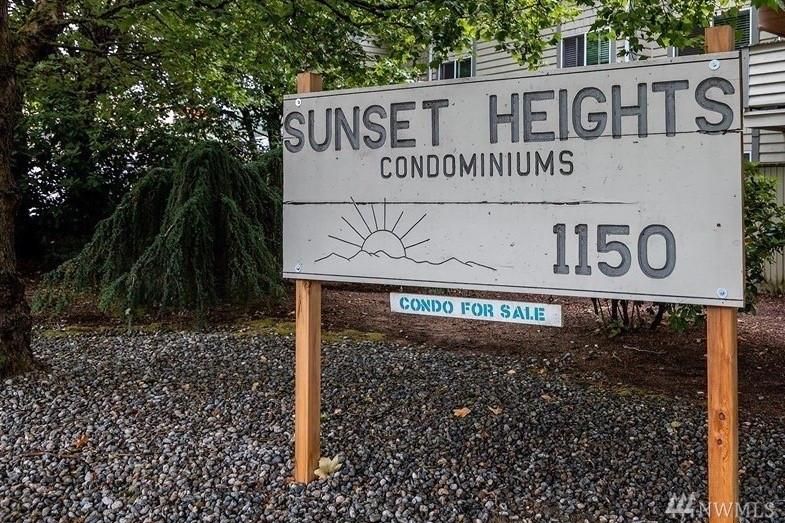 SUNSET HEIGHTS
CONDOMINIUMS
1150
CONDO FOR SALE
NWMLS